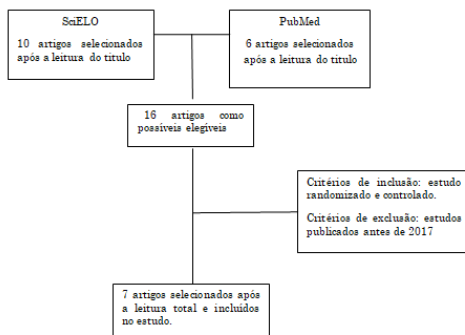 SciELO
10 artigos selecionados
após a leitura do titulo
PubMed
6 artigos selecionados
após a leitura do titulo
16 artigos como
possíveis elegíveis
Critérios de inclusão: estudo
randomizado e controlado.
Critérios de exclusão: estudos
publicados antes de 2017
7 artigos selecionados após
a leitura total e incluídos
no estudo.